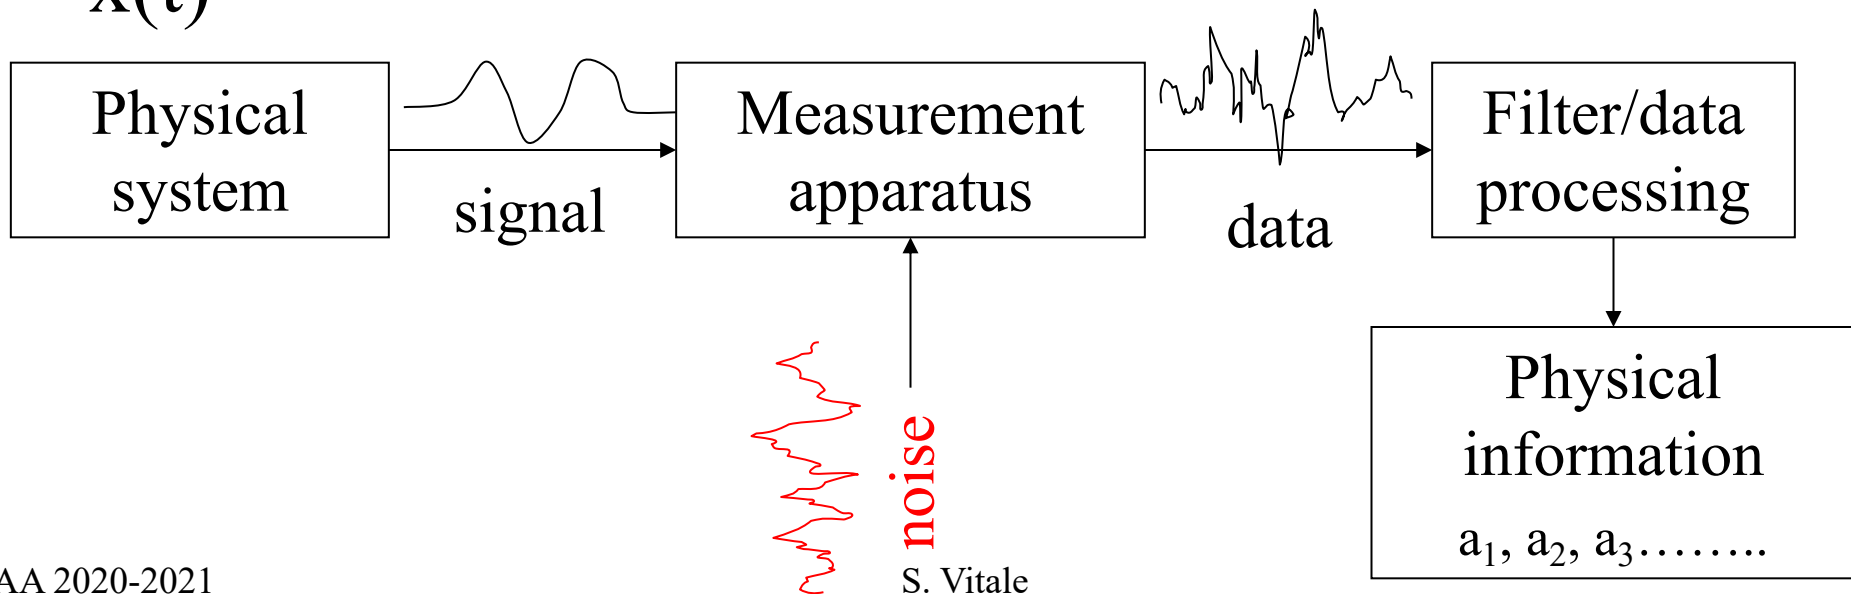 x(t)
Physical
system
signal
Measurement
apparatus
data
Filter/data
processing
noise
Physical
information
a₁, a₂, a₃……..
AA 2020-2021
S. Vitale